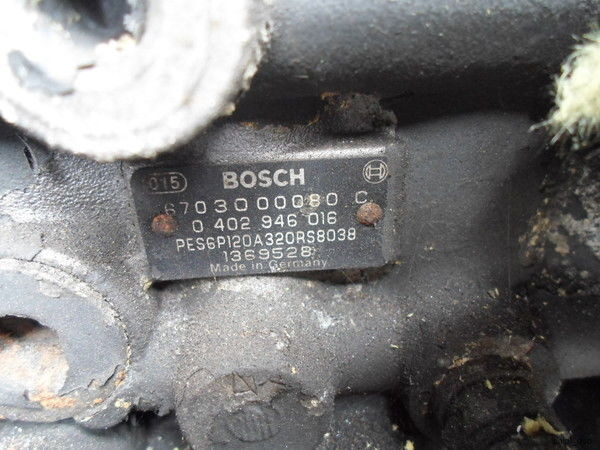 015 BOSCH
6703000080 C
0 402 946 016
PES6P120A320RS8038
1369528
Made in Germany